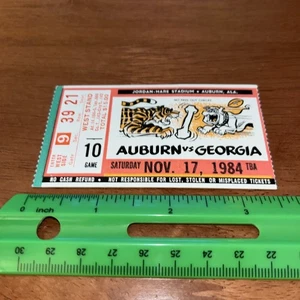 JORDAN-HARE STADIUM • AUBURN, ALA.
AUBURN VS GEORGIA
SATURDAY NOV. 17, 1984 TBA
NO CASH REFUND • NOT RESPONSIBLE FOR LOST, STOLEN OR MISPLACED TICKETS
10
GAME
WEST STAND
9 39 21
0 inch 1 2 3
30 29 28 27 26 25 24 23 22